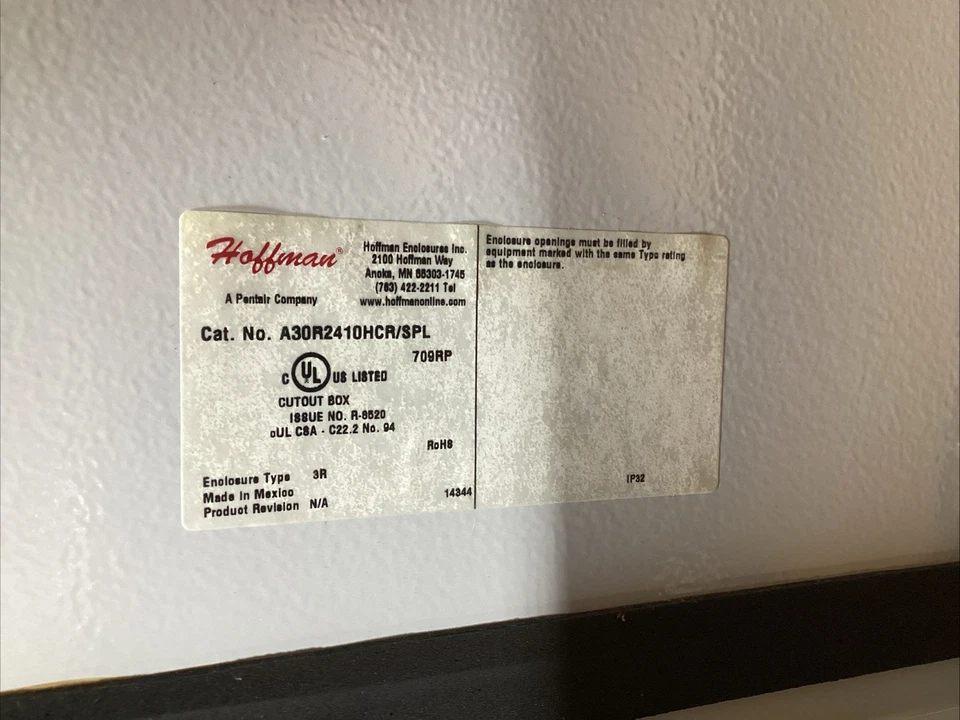 Hoffman®
Hoffman Enclosures Inc.
2100 Hoffman Way
Anoka, MN 55303-1745
(763) 422-2211 Tel
www.hoffmanonline.com
A Pentair Company
Cat. No. A30R2410HCR/SPL
709RP
C UL US LISTED
CUTOUT BOX
ISSUE NO. R-8520
cUL CSA - C22.2 No. 94
RoHS
Enclosure Type 3R
Made in Mexico
Product Revision N/A
14344
Enclosure openings must be filled by
equipment marked with the same Type rating
as the enclosure.
IP32